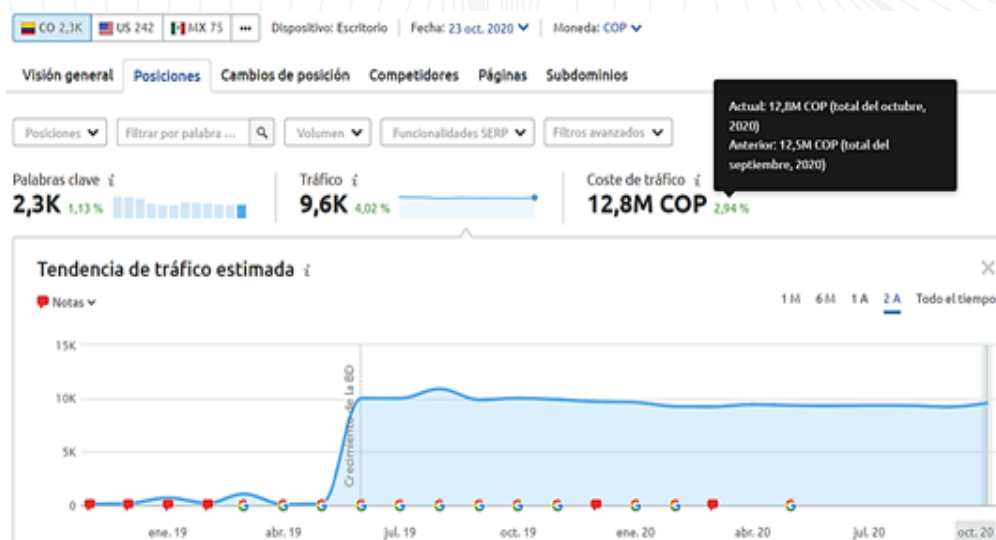 CO 2,3K US 242 MX 75 ••• Dispositivo: Escritorio Fecha: 23 oct. 2020 Moneda: COP
Visión general Posiciones Cambios de posición Competidores Páginas Subdominios
Actual: 12,8M COP (total del octubre,
2020)
Anterior: 12,5M COP (total del
septiembre, 2020)
Posiciones Filtrar por palabra ... Volumen Funcionalidades SERP Filtros avanzados
Palabras clave i Tráfico i Coste de tráfico i
2,3K 1,13 % 9,6K 4,02 % 12,8M COP 2,94 %
Tendencia de tráfico estimada i
Notas
1 M 6 M 1 A 2 A Todo el tiempo
15K
10K
5K
0
Crecimiento de la BD
G G G G G G G G G G G G
ene. 19 abr. 19 jul. 19 oct. 19 ene. 20 abr. 20 jul. 20 oct. 20